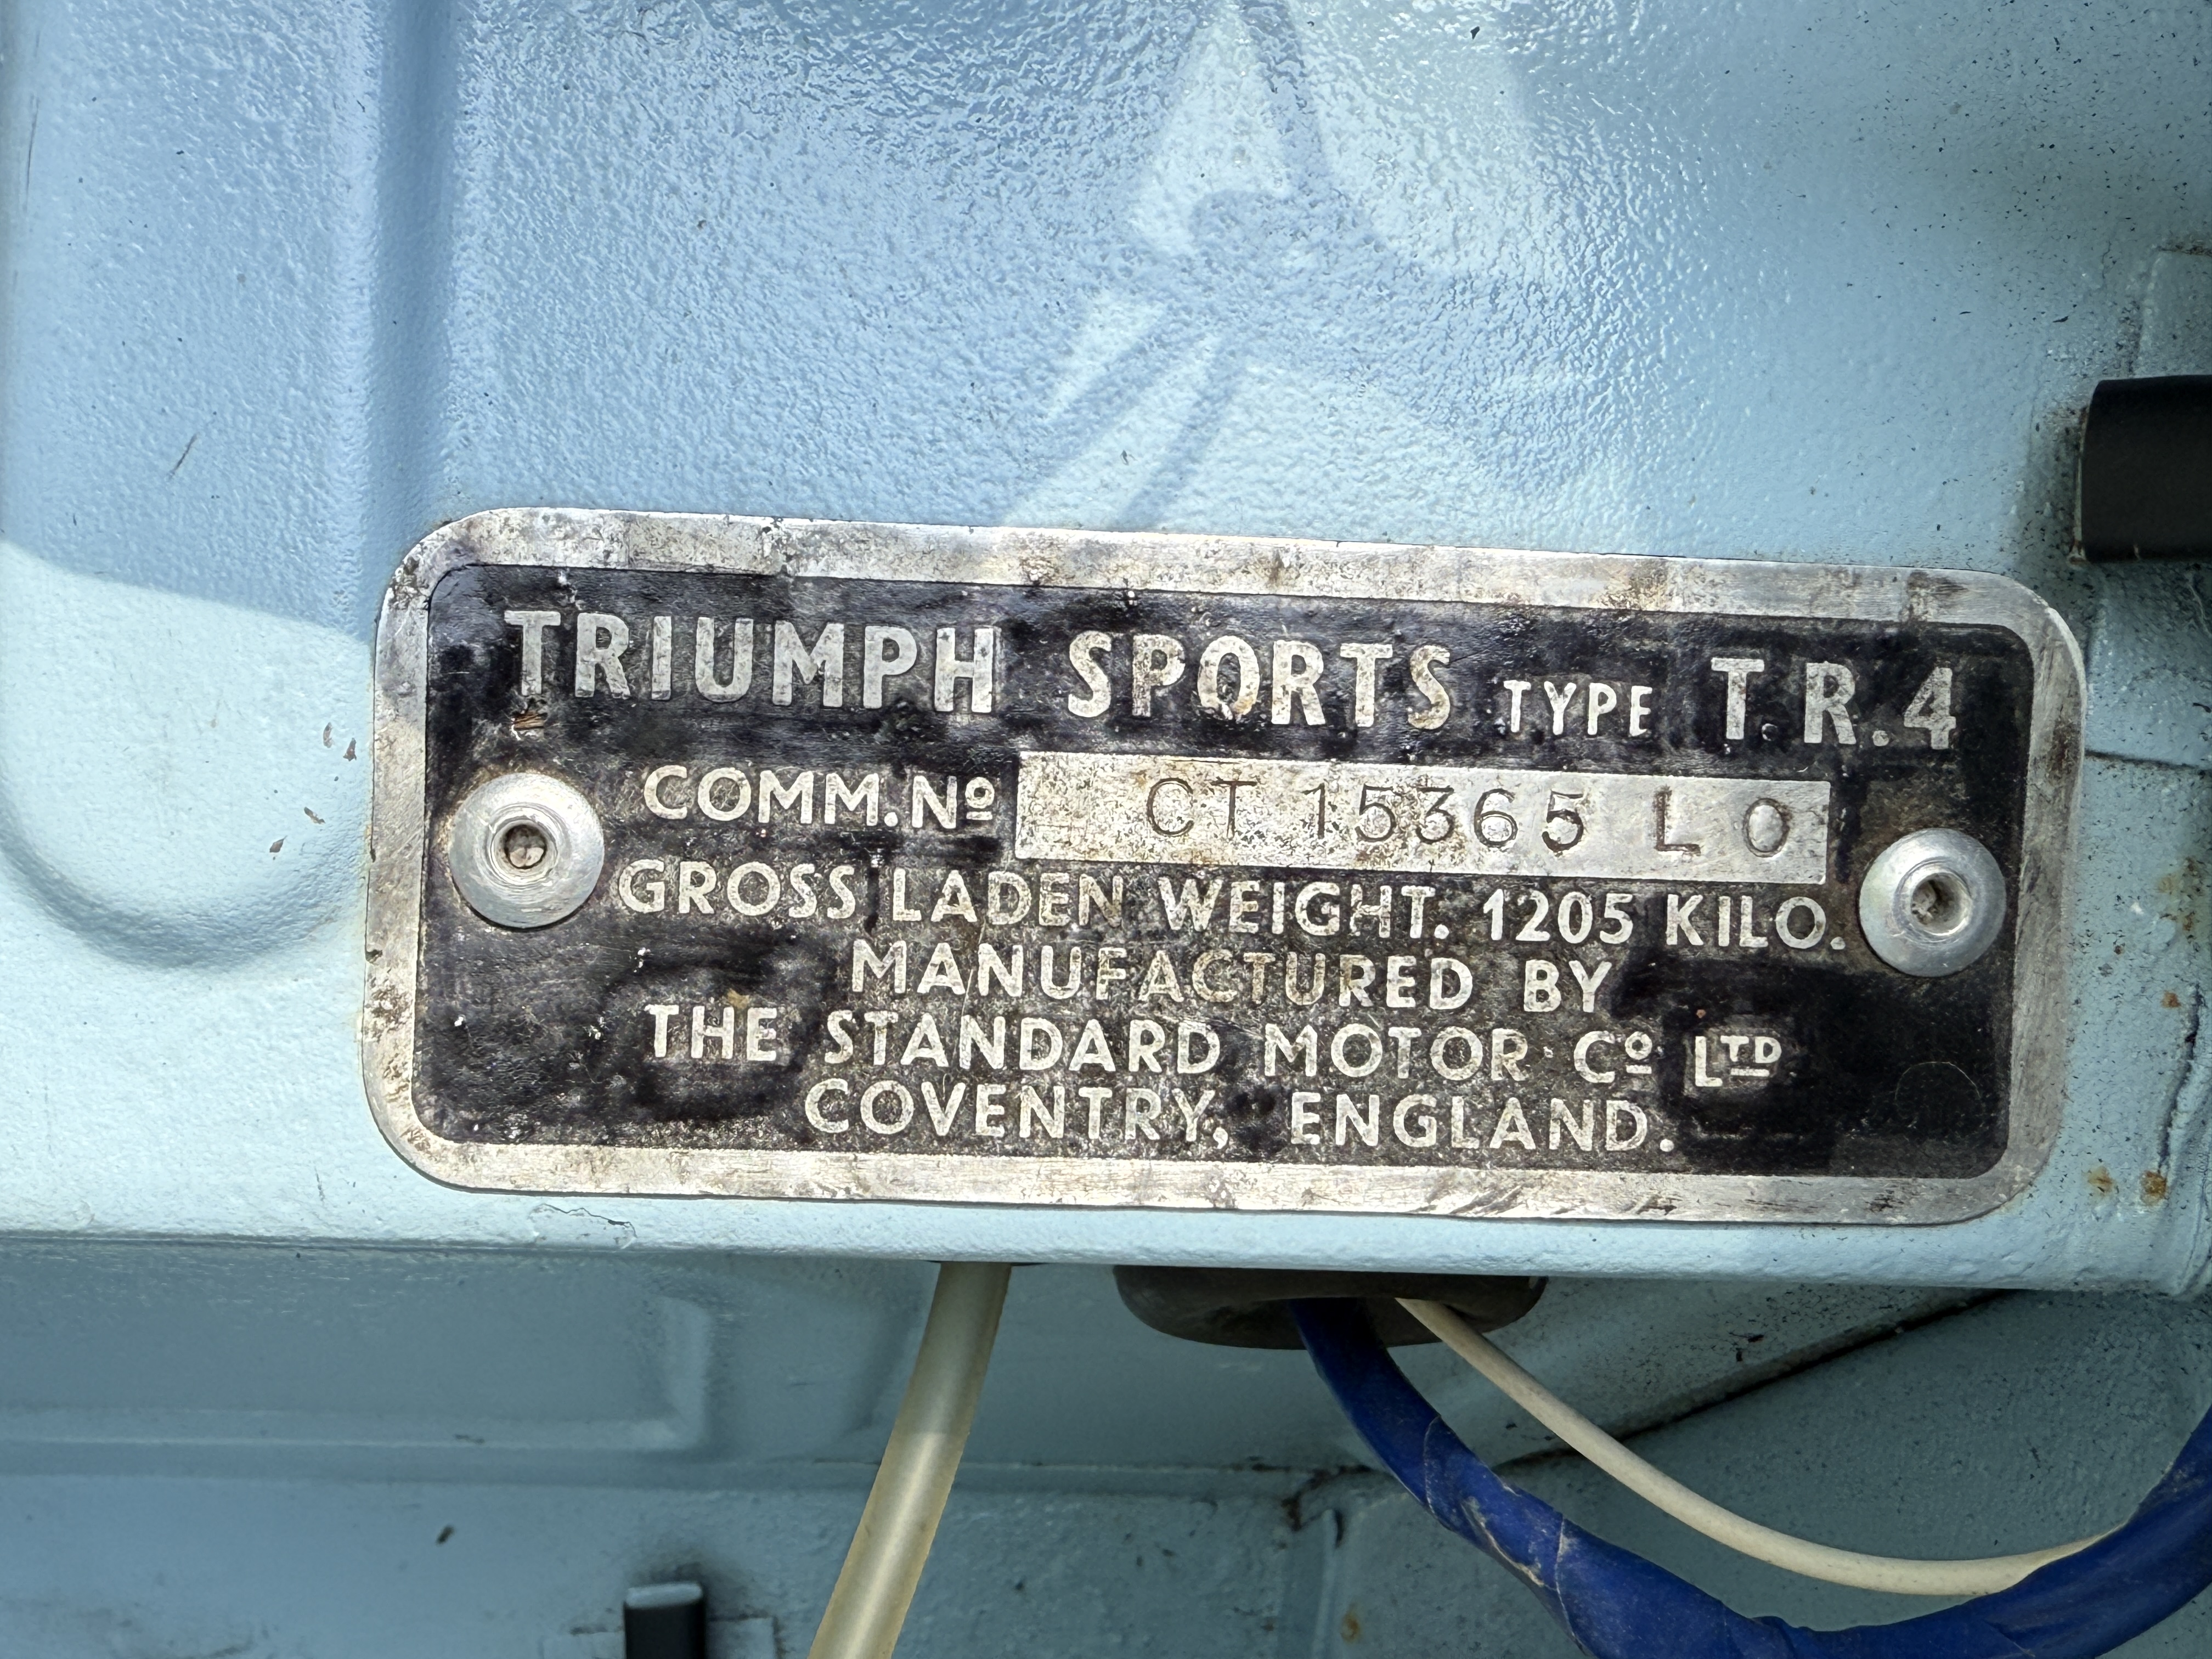 TRIUMPH SPORTS TYPE T.R.4
COMM. Nº CT 15365 L O
GROSS LADEN WEIGHT. 1205 KILO.
MANUFACTURED BY
THE STANDARD MOTOR Cº LTD
COVENTRY, ENGLAND.